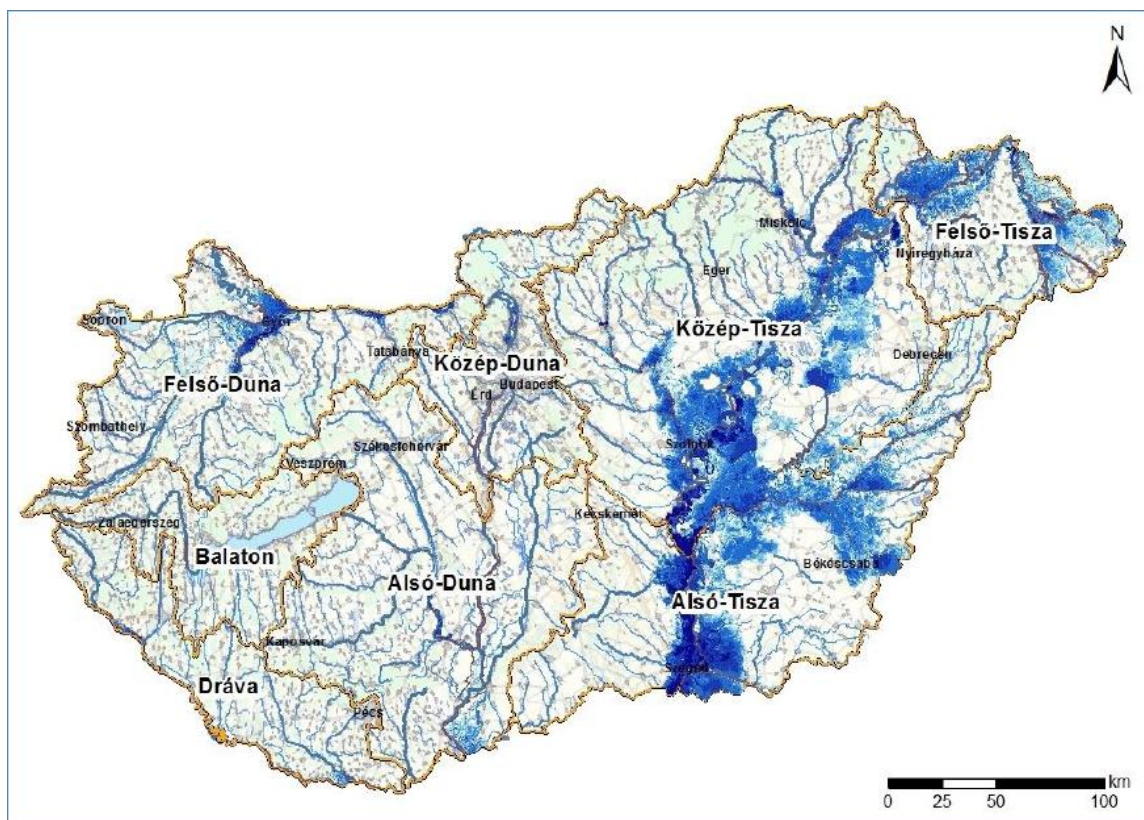 N
Miskolc
Felső-Tisza
Nyíregyháza
Eger
Sopron
Győr
Közép-Tisza
Tatabánya
Közép-Duna
Debrecen
Budapest
Felső-Duna
Érd
Szombathely
Székesfehérvár
Szolnok
Veszprém
Kecskemét
Zalaegerszeg
Balaton
Békéscsaba
Alsó-Duna
Alsó-Tisza
Kaposvár
Szeged
Dráva
Pécs
km
0 25 50 100